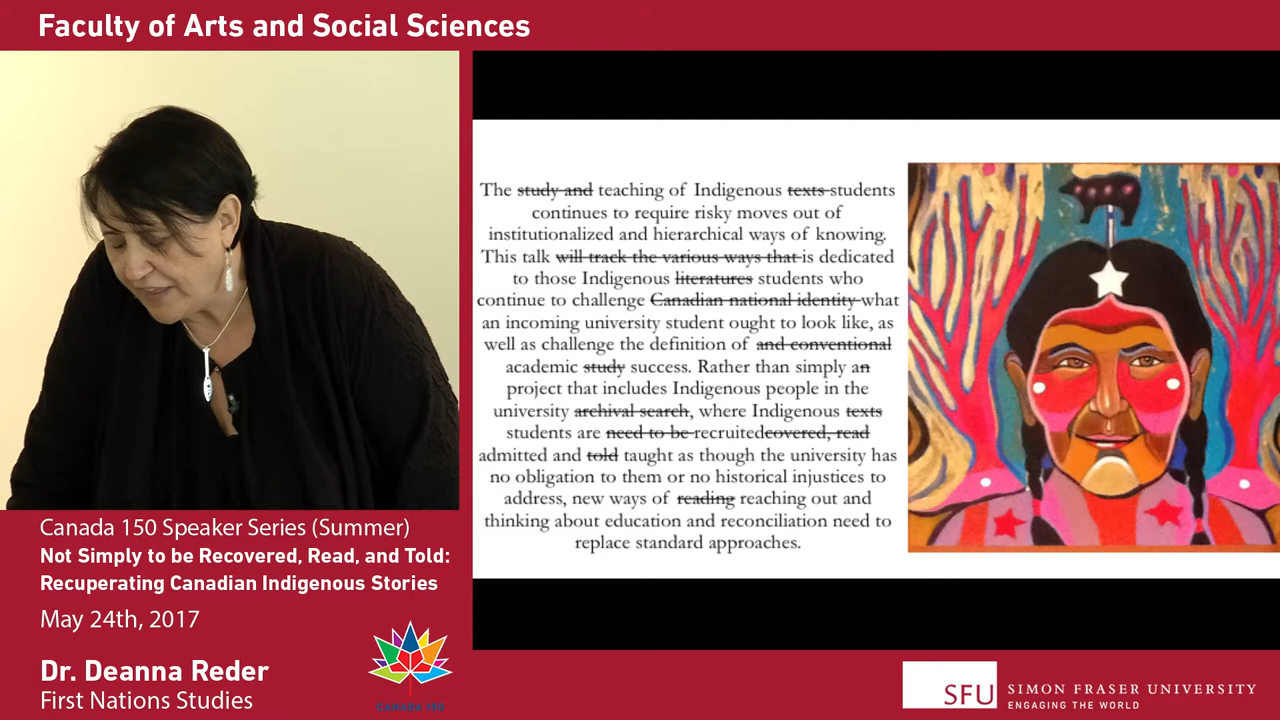 Faculty of Arts and Social Sciences
The study and teaching of Indigenous texts students
continues to require risky moves out of
institutionalized and hierarchical ways of knowing.
This talk will track the various ways that is dedicated
to those Indigenous literatures students who
continue to challenge Canadian national identity what
an incoming university student ought to look like, as
well as challenge the definition of and conventional
academic study success. Rather than simply an
project that includes Indigenous people in the
university archival search, where Indigenous texts
students are need to be recruitedcovered, read
admitted and told taught as though the university has
no obligation to them or no historical injustices to
address, new ways of reading reaching out and
thinking about education and reconciliation need to
replace standard approaches.
Canada 150 Speaker Series (Summer)
Not Simply to be Recovered, Read, and Told:
Recuperating Canadian Indigenous Stories
May 24th, 2017
Dr. Deanna Reder
First Nations Studies
CANADA 150
SFU
SIMON FRASER UNIVERSITY
ENGAGING THE WORLD